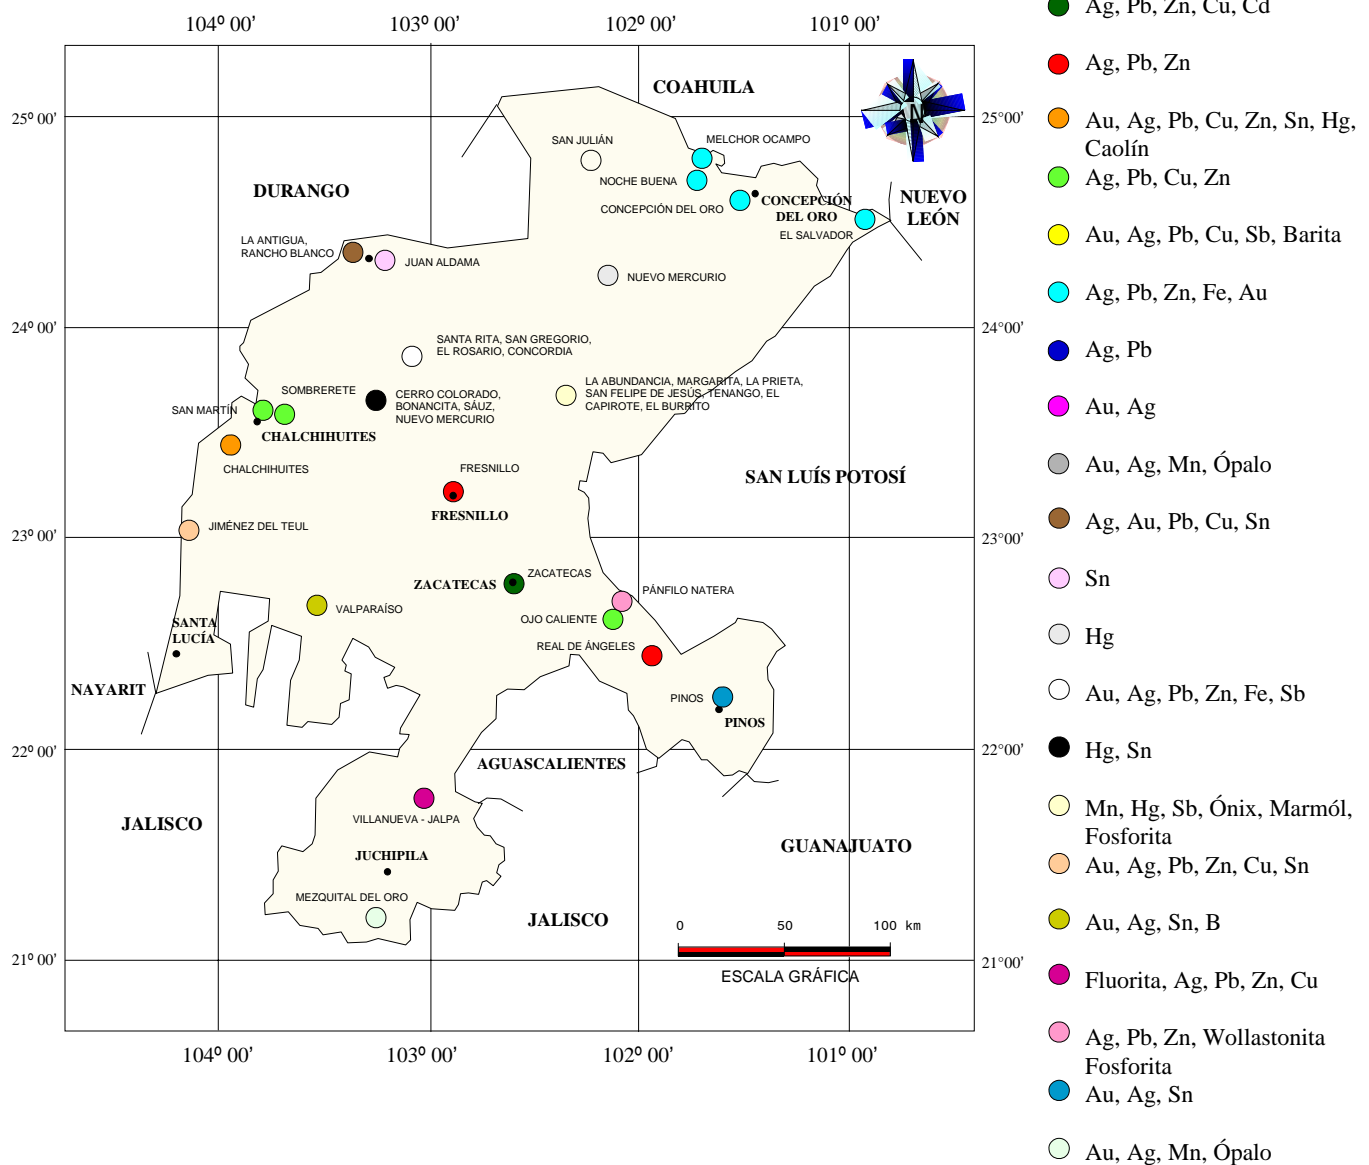 104º 00'
103º 00'
102º 00'
101º 00'
25º 00'
25º 00'
24º 00'
24º00'
23º 00'
23º00'
22º 00'
22º00'
21º 00'
21°00'
104º 00'
103º 00'
102º 00'
101º 00'
N
COAHUILA
DURANGO
NUEVO
LEÓN
SAN LUÍS POTOSÍ
NAYARIT
JALISCO
AGUASCALIENTES
GUANAJUATO
JALISCO
SAN JULIÁN
MELCHOR OCAMPO
NOCHE BUENA
CONCEPCIÓN DEL ORO
CONCEPCIÓN
DEL ORO
EL SALVADOR
LA ANTIGUA,
RANCHO BLANCO
JUAN ALDAMA
NUEVO MERCURIO
SANTA RITA, SAN GREGORIO,
EL ROSARIO, CONCORDIA
SOMBRERETE
SAN MARTÍN
CERRO COLORADO,
BONANCITA, SÁUZ,
NUEVO MERCURIO
LA ABUNDANCIA, MARGARITA, LA PRIETA,
SAN FELIPE DE JESÚS, TENANGO, EL
CAPIROTE, EL BURRITO
CHALCHIHUITES
CHALCHIHUITES
FRESNILLO
FRESNILLO
JIMÉNEZ DEL TEUL
ZACATECAS
ZACATECAS
PÁNFILO NATERA
VALPARAÍSO
OJO CALIENTE
SANTA
LUCÍA
REAL DE ÁNGELES
PINOS
PINOS
VILLANUEVA - JALPA
JUCHIPILA
MEZQUITAL DEL ORO
0 50 100 km
ESCALA GRÁFICA
Ag, Pb, Zn, Cu, Cd
Ag, Pb, Zn
Au, Ag, Pb, Cu, Zn, Sn, Hg,
Caolín
Ag, Pb, Cu, Zn
Au, Ag, Pb, Cu, Sb, Barita
Ag, Pb, Zn, Fe, Au
Ag, Pb
Au, Ag
Au, Ag, Mn, Ópalo
Ag, Au, Pb, Cu, Sn
Sn
Hg
Au, Ag, Pb, Zn, Fe, Sb
Hg, Sn
Mn, Hg, Sb, Ónix, Marmól,
Fosforita
Au, Ag, Pb, Zn, Cu, Sn
Au, Ag, Sn, B
Fluorita, Ag, Pb, Zn, Cu
Ag, Pb, Zn, Wollastonita
Fosforita
Au, Ag, Sn
Au, Ag, Mn, Ópalo